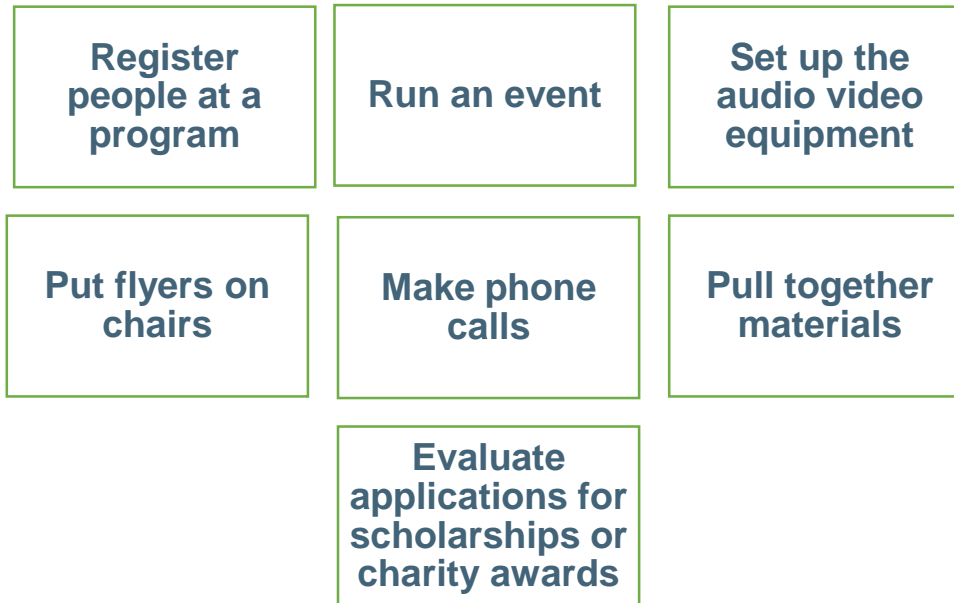 Register
people at a
program
Run an event
Set up the
audio video
equipment
Put flyers on
chairs
Make phone
calls
Pull together
materials
Evaluate
applications for
scholarships or
charity awards